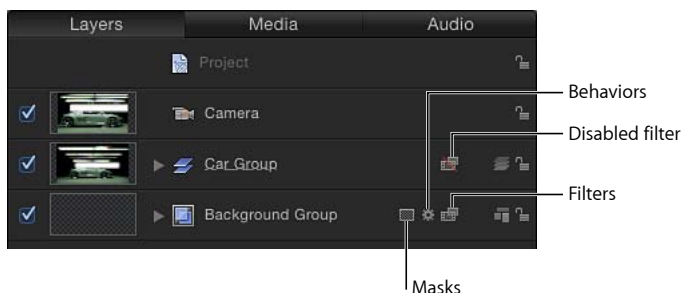 Layers Media Audio
Project
Behaviors
Camera
Disabled filter
Car Group
Filters
Background Group
Masks